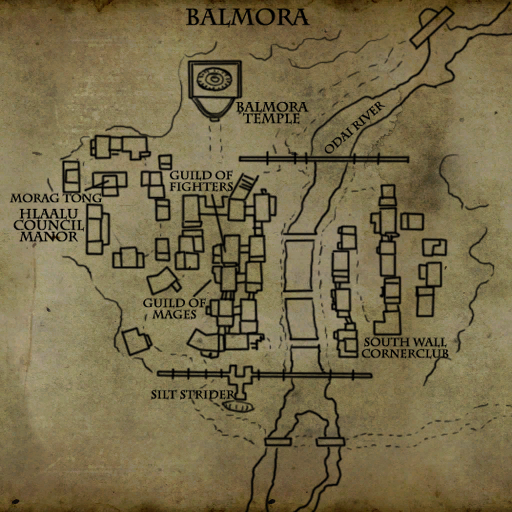 BALMORA
BALMORA
TEMPLE
ODAI RIVER
GUILD OF
FIGHTERS
MORAG TONG
HLAALU
COUNCIL
MANOR
GUILD OF
MAGES
SOUTH WALL
CORNERCLUB
SILT STRIDER